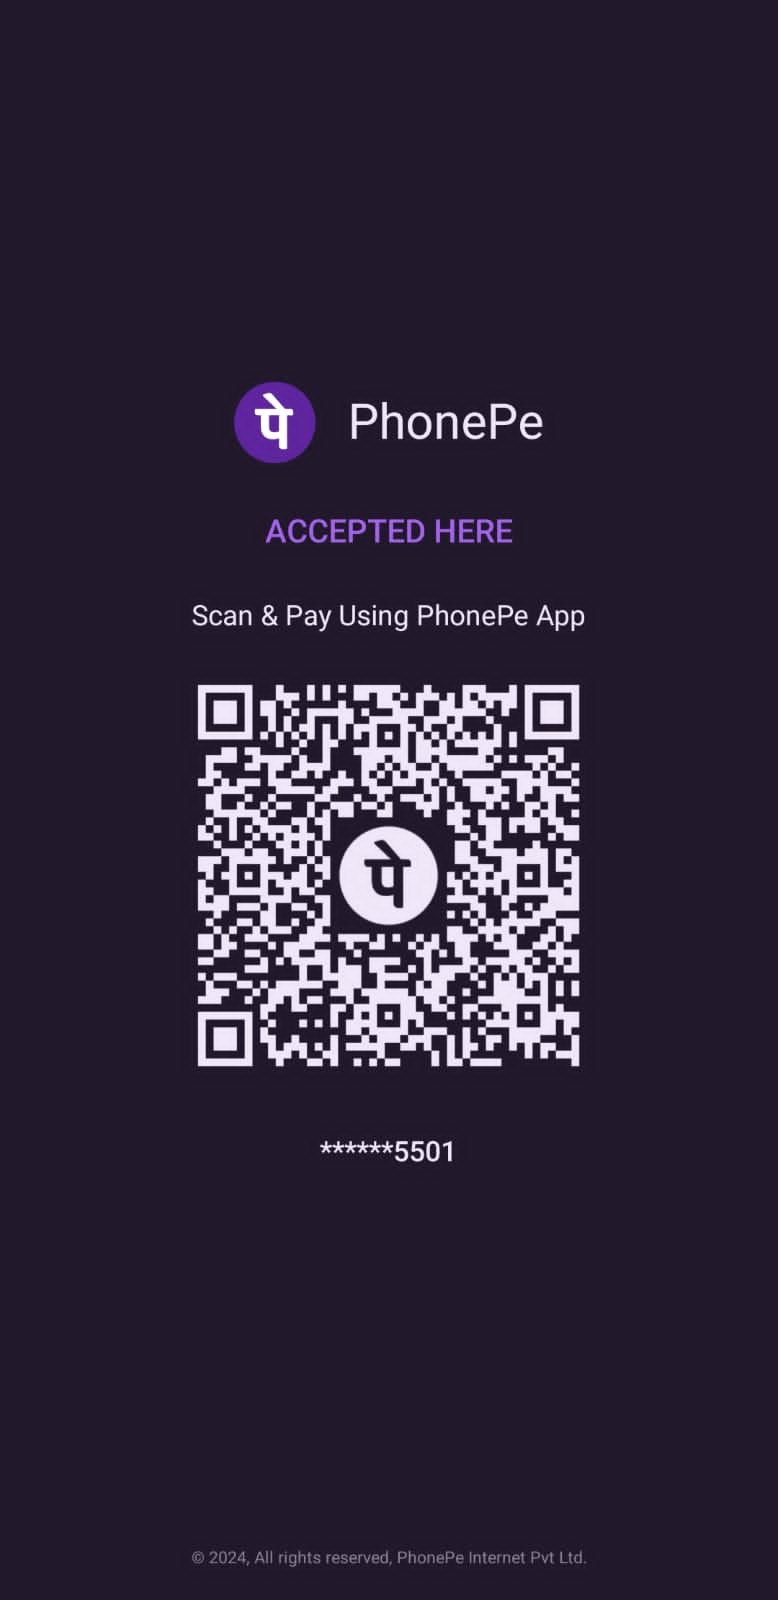 पे PhonePe
ACCEPTED HERE
Scan & Pay Using PhonePe App
पे
******5501
© 2024, All rights reserved, PhonePe Internet Pvt Ltd.